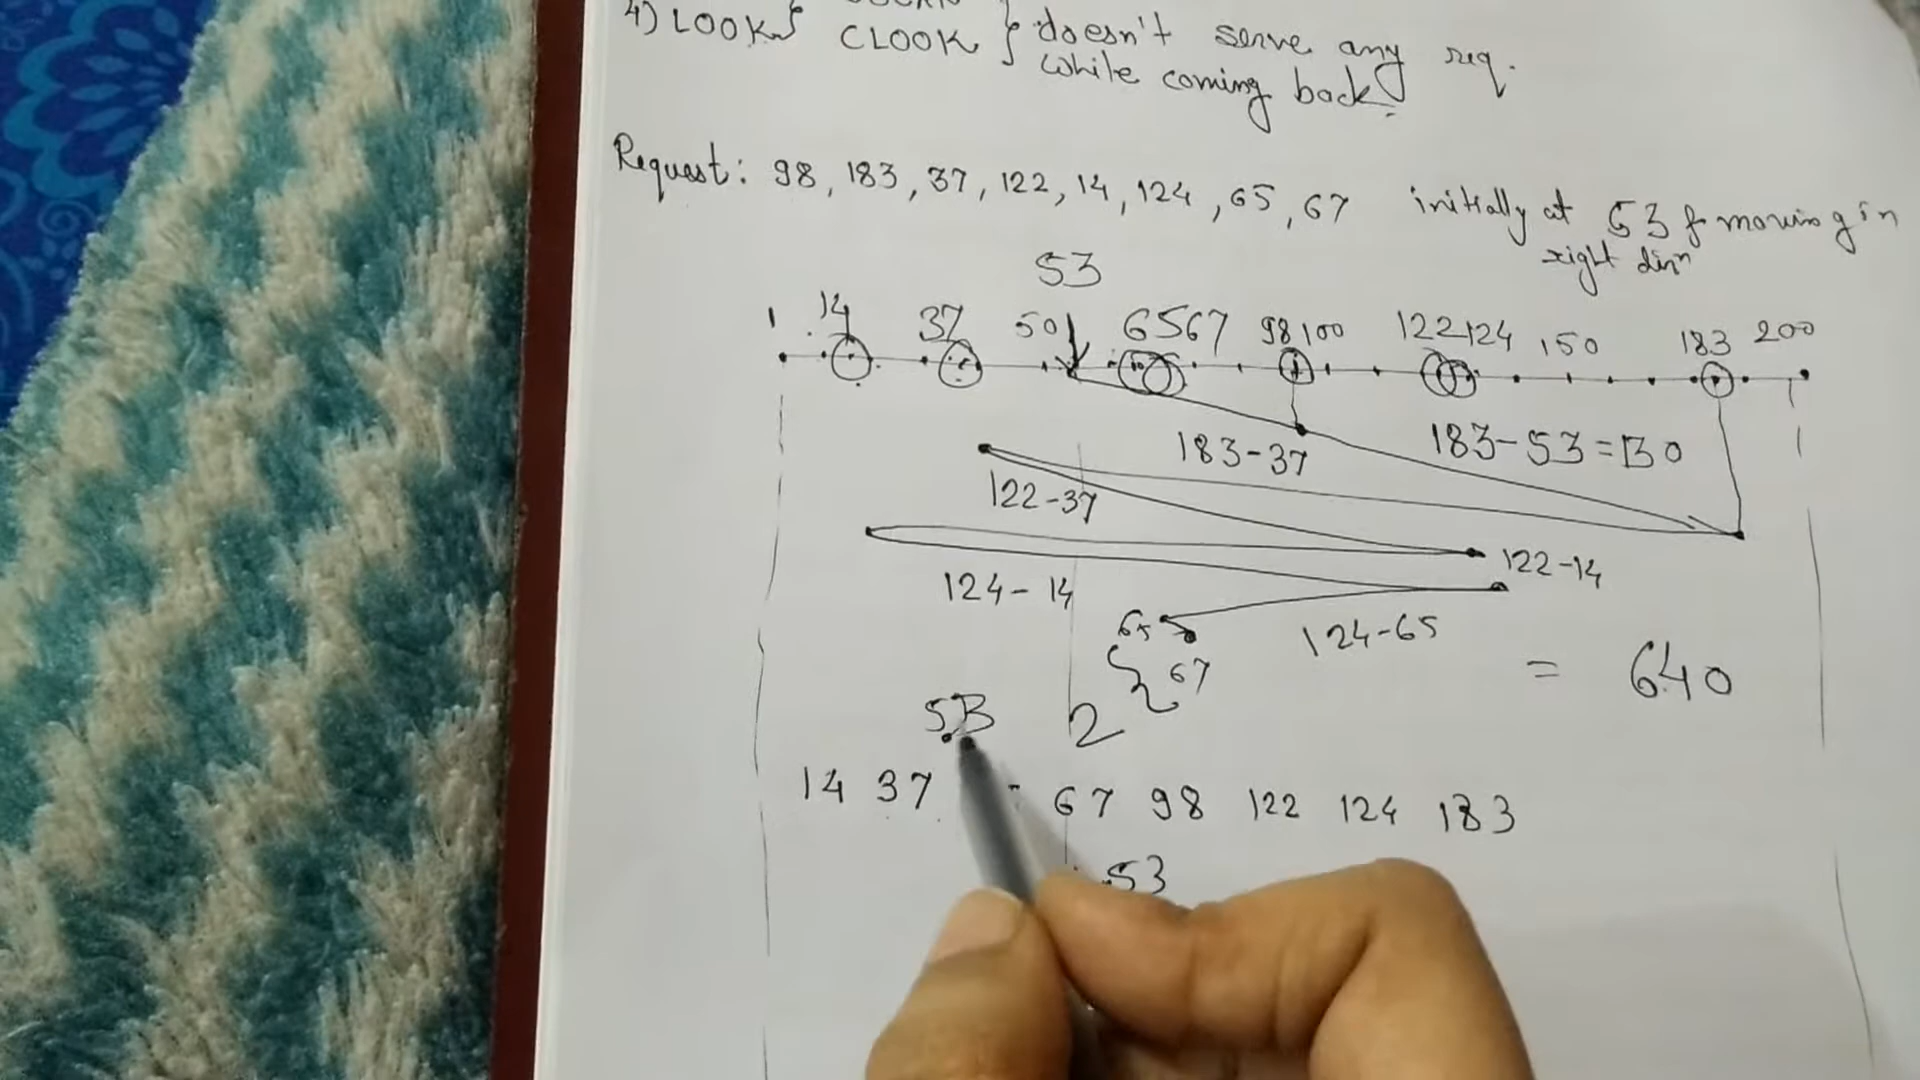 4) LOOK} CLOOK } doesn't serve any req.
while coming back.
Request: 98, 183, 37, 122, 14, 124, 65, 67 initially at 53 & moving in
right dirn
53
1 14 37 50 65 67 98 100 122 124 150 183 200
183-37 183-53=130
122-37
122-14
124-14
65 124-65
67 = 640
53 2
14 37 67 98 122 124 183
53